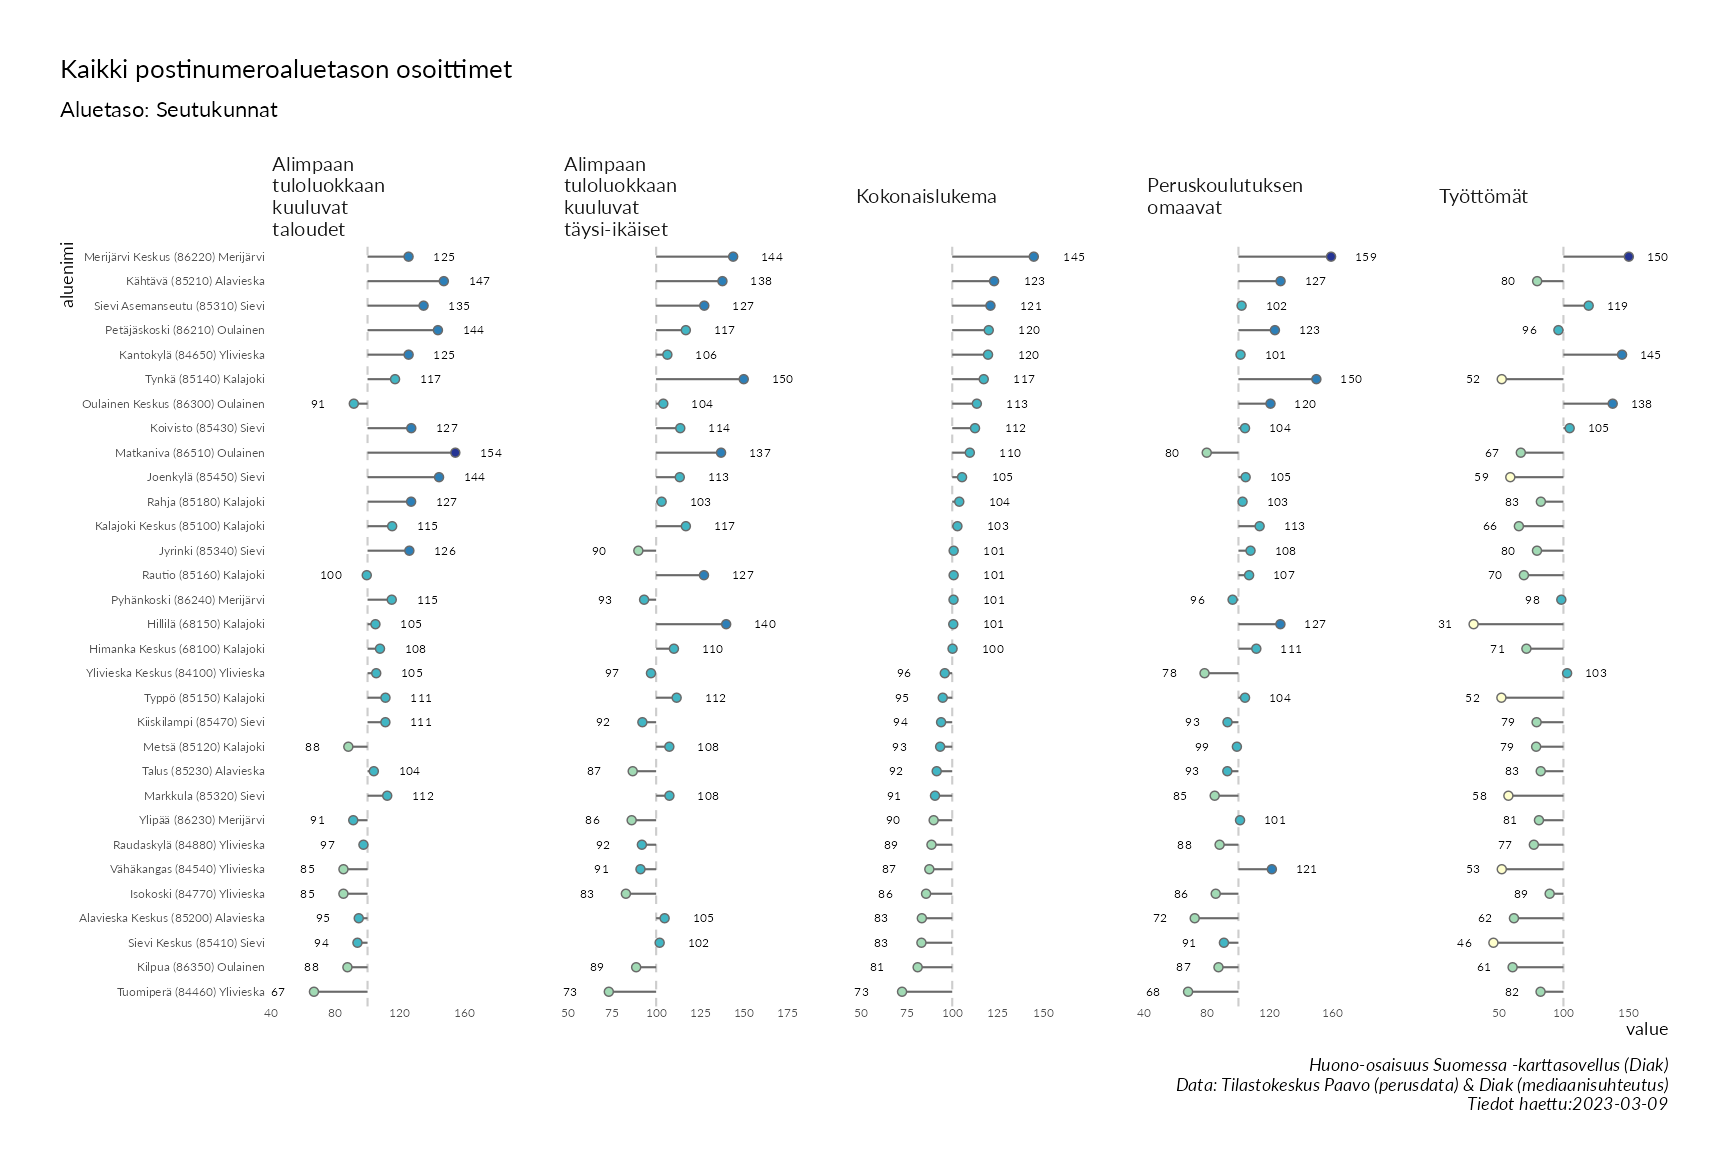 Kaikki postinumeroaluetason osoittimet
Aluetaso: Seutukunnat
Alimpaan
tuloluokkaan
kuuluvat
taloudet
Alimpaan
tuloluokkaan
kuuluvat
täysi-ikäiset
Kokonaislukema
Peruskoulutuksen
omaavat
Työttömät
aluenimi
Merijärvi Keskus (86220) Merijärvi 125 144 145 159 150
Kähtävä (85210) Alavieska 147 138 123 127 80
Sievi Asemanseutu (85310) Sievi 135 127 121 102 119
Petäjäskoski (86210) Oulainen 144 117 120 123 96
Kantokylä (84650) Ylivieska 125 106 120 101 145
Tynkä (85140) Kalajoki 117 150 117 150 52
Oulainen Keskus (86300) Oulainen 91 104 113 120 138
Koivisto (85430) Sievi 127 114 112 104 105
Matkaniva (86510) Oulainen 154 137 110 80 67
Joenkylä (85450) Sievi 144 113 105 105 59
Rahja (85180) Kalajoki 127 103 104 103 83
Kalajoki Keskus (85100) Kalajoki 115 117 103 113 66
Jyrinki (85340) Sievi 126 90 101 108 80
Rautio (85160) Kalajoki 100 127 101 107 70
Pyhänkoski (86240) Merijärvi 115 93 101 96 98
Hillilä (68150) Kalajoki 105 140 101 127 31
Himanka Keskus (68100) Kalajoki 108 110 100 111 71
Ylivieska Keskus (84100) Ylivieska 105 97 96 78 103
Typpö (85150) Kalajoki 111 112 95 104 52
Kiiskilampi (85470) Sievi 111 92 94 93 79
Metsä (85120) Kalajoki 88 108 93 99 79
Talus (85230) Alavieska 104 87 92 93 83
Markkula (85320) Sievi 112 108 91 85 58
Ylipää (86230) Merijärvi 91 86 90 101 81
Raudaskylä (84880) Ylivieska 97 92 89 88 77
Vähäkangas (84540) Ylivieska 85 91 87 121 53
Isokoski (84770) Ylivieska 85 83 86 86 89
Alavieska Keskus (85200) Alavieska 95 105 83 72 62
Sievi Keskus (85410) Sievi 94 102 83 91 46
Kilpua (86350) Oulainen 88 89 81 87 61
Tuomiperä (84460) Ylivieska 67 73 73 68 82
40 80 120 160 50 75 100 125 150 175 50 75 100 125 150 40 80 120 160 50 100 150
value
Huono-osaisuus Suomessa -karttasovellus (Diak)
Data: Tilastokeskus Paavo (perusdata) & Diak (mediaanisuhteutus)
Tiedot haettu:2023-03-09